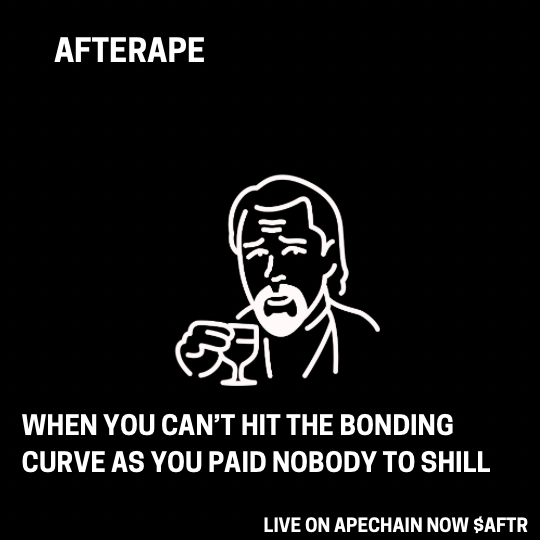 AFTERAPE
WHEN YOU CAN'T HIT THE BONDING
CURVE AS YOU PAID NOBODY TO SHILL
LIVE ON APECHAIN NOW $AFTR